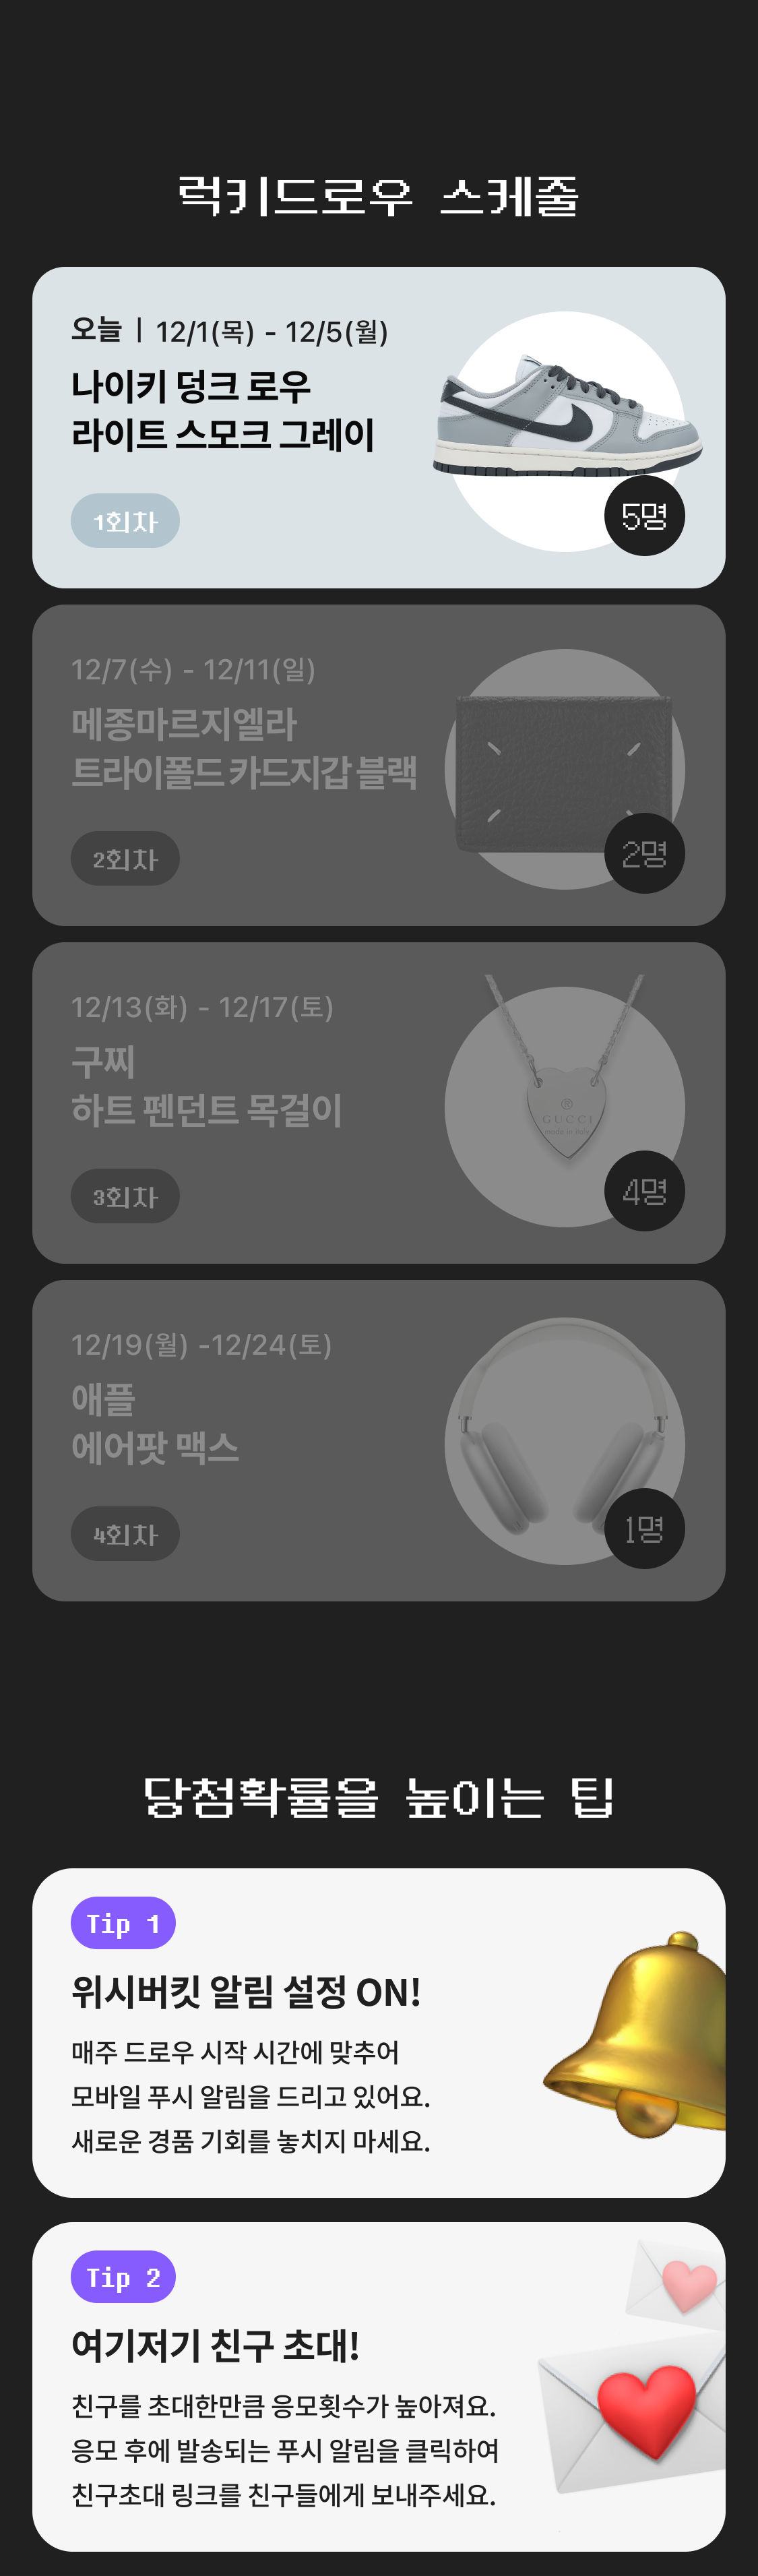 럭키드로우 스케줄
오늘 | 12/1(목) - 12/5(월)
나이키 덩크 로우
라이트 스모크 그레이
1회차
5명
12/7(수) - 12/11(일)
메종마르지엘라
트라이폴드 카드지갑 블랙
2회차
2명
12/13(화) - 12/17(토)
구찌
하트 펜던트 목걸이
®
GUCCI
made in Italy
3회차
4명
12/19(월) -12/24(토)
애플
에어팟 맥스
4회차
1명
당첨확률을 높이는 팁
Tip 1
위시버킷 알림 설정 ON!
매주 드로우 시작 시간에 맞추어
모바일 푸시 알림을 드리고 있어요.
새로운 경품 기회를 놓치지 마세요.
Tip 2
여기저기 친구 초대!
친구를 초대한만큼 응모횟수가 높아져요.
응모 후에 발송되는 푸시 알림을 클릭하여
친구초대 링크를 친구들에게 보내주세요.